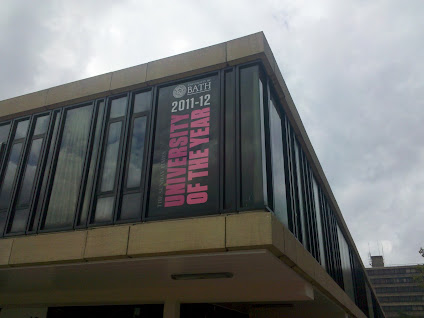 BATH
2011-12
UNIVERSITY
OF THE YEAR